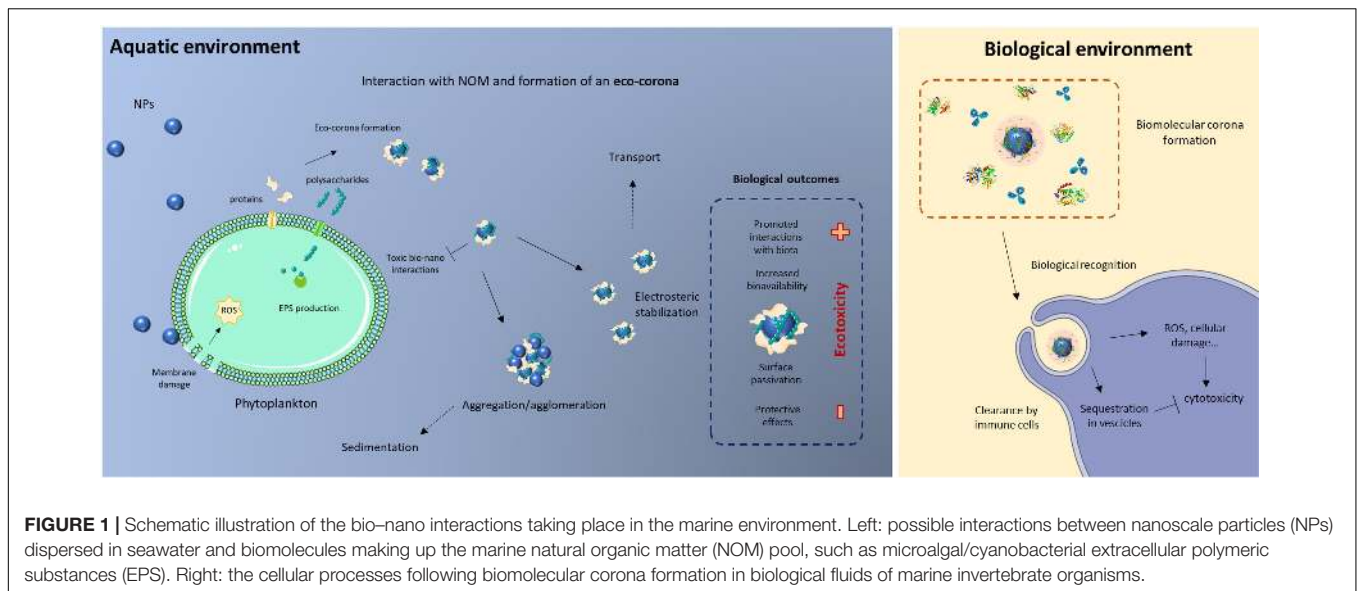 Aquatic environment
Interaction with NOM and formation of an eco-corona
NPs
Eco-corona formation
proteins
polysaccharides
Toxic bio-nano
interactions
ROS
EPS production
Membrane
damage
Phytoplankton
Transport
Electrosteric
stabilization
Aggregation/agglomeration
Sedimentation
Biological outcomes
Promoted
interactions
with biota
Increased
bioavailability
Surface
passivation
Protective
effects
Ecotoxicity
Biological environment
Biomolecular corona
formation
Biological recognition
ROS, cellular
damage...
cytotoxicity
Sequestration
in vescicles
Clearance by
immune cells
FIGURE 1 | Schematic illustration of the bio–nano interactions taking place in the marine environment. Left: possible interactions between nanoscale particles (NPs)
dispersed in seawater and biomolecules making up the marine natural organic matter (NOM) pool, such as microalgal/cyanobacterial extracellular polymeric
substances (EPS). Right: the cellular processes following biomolecular corona formation in biological fluids of marine invertebrate organisms.